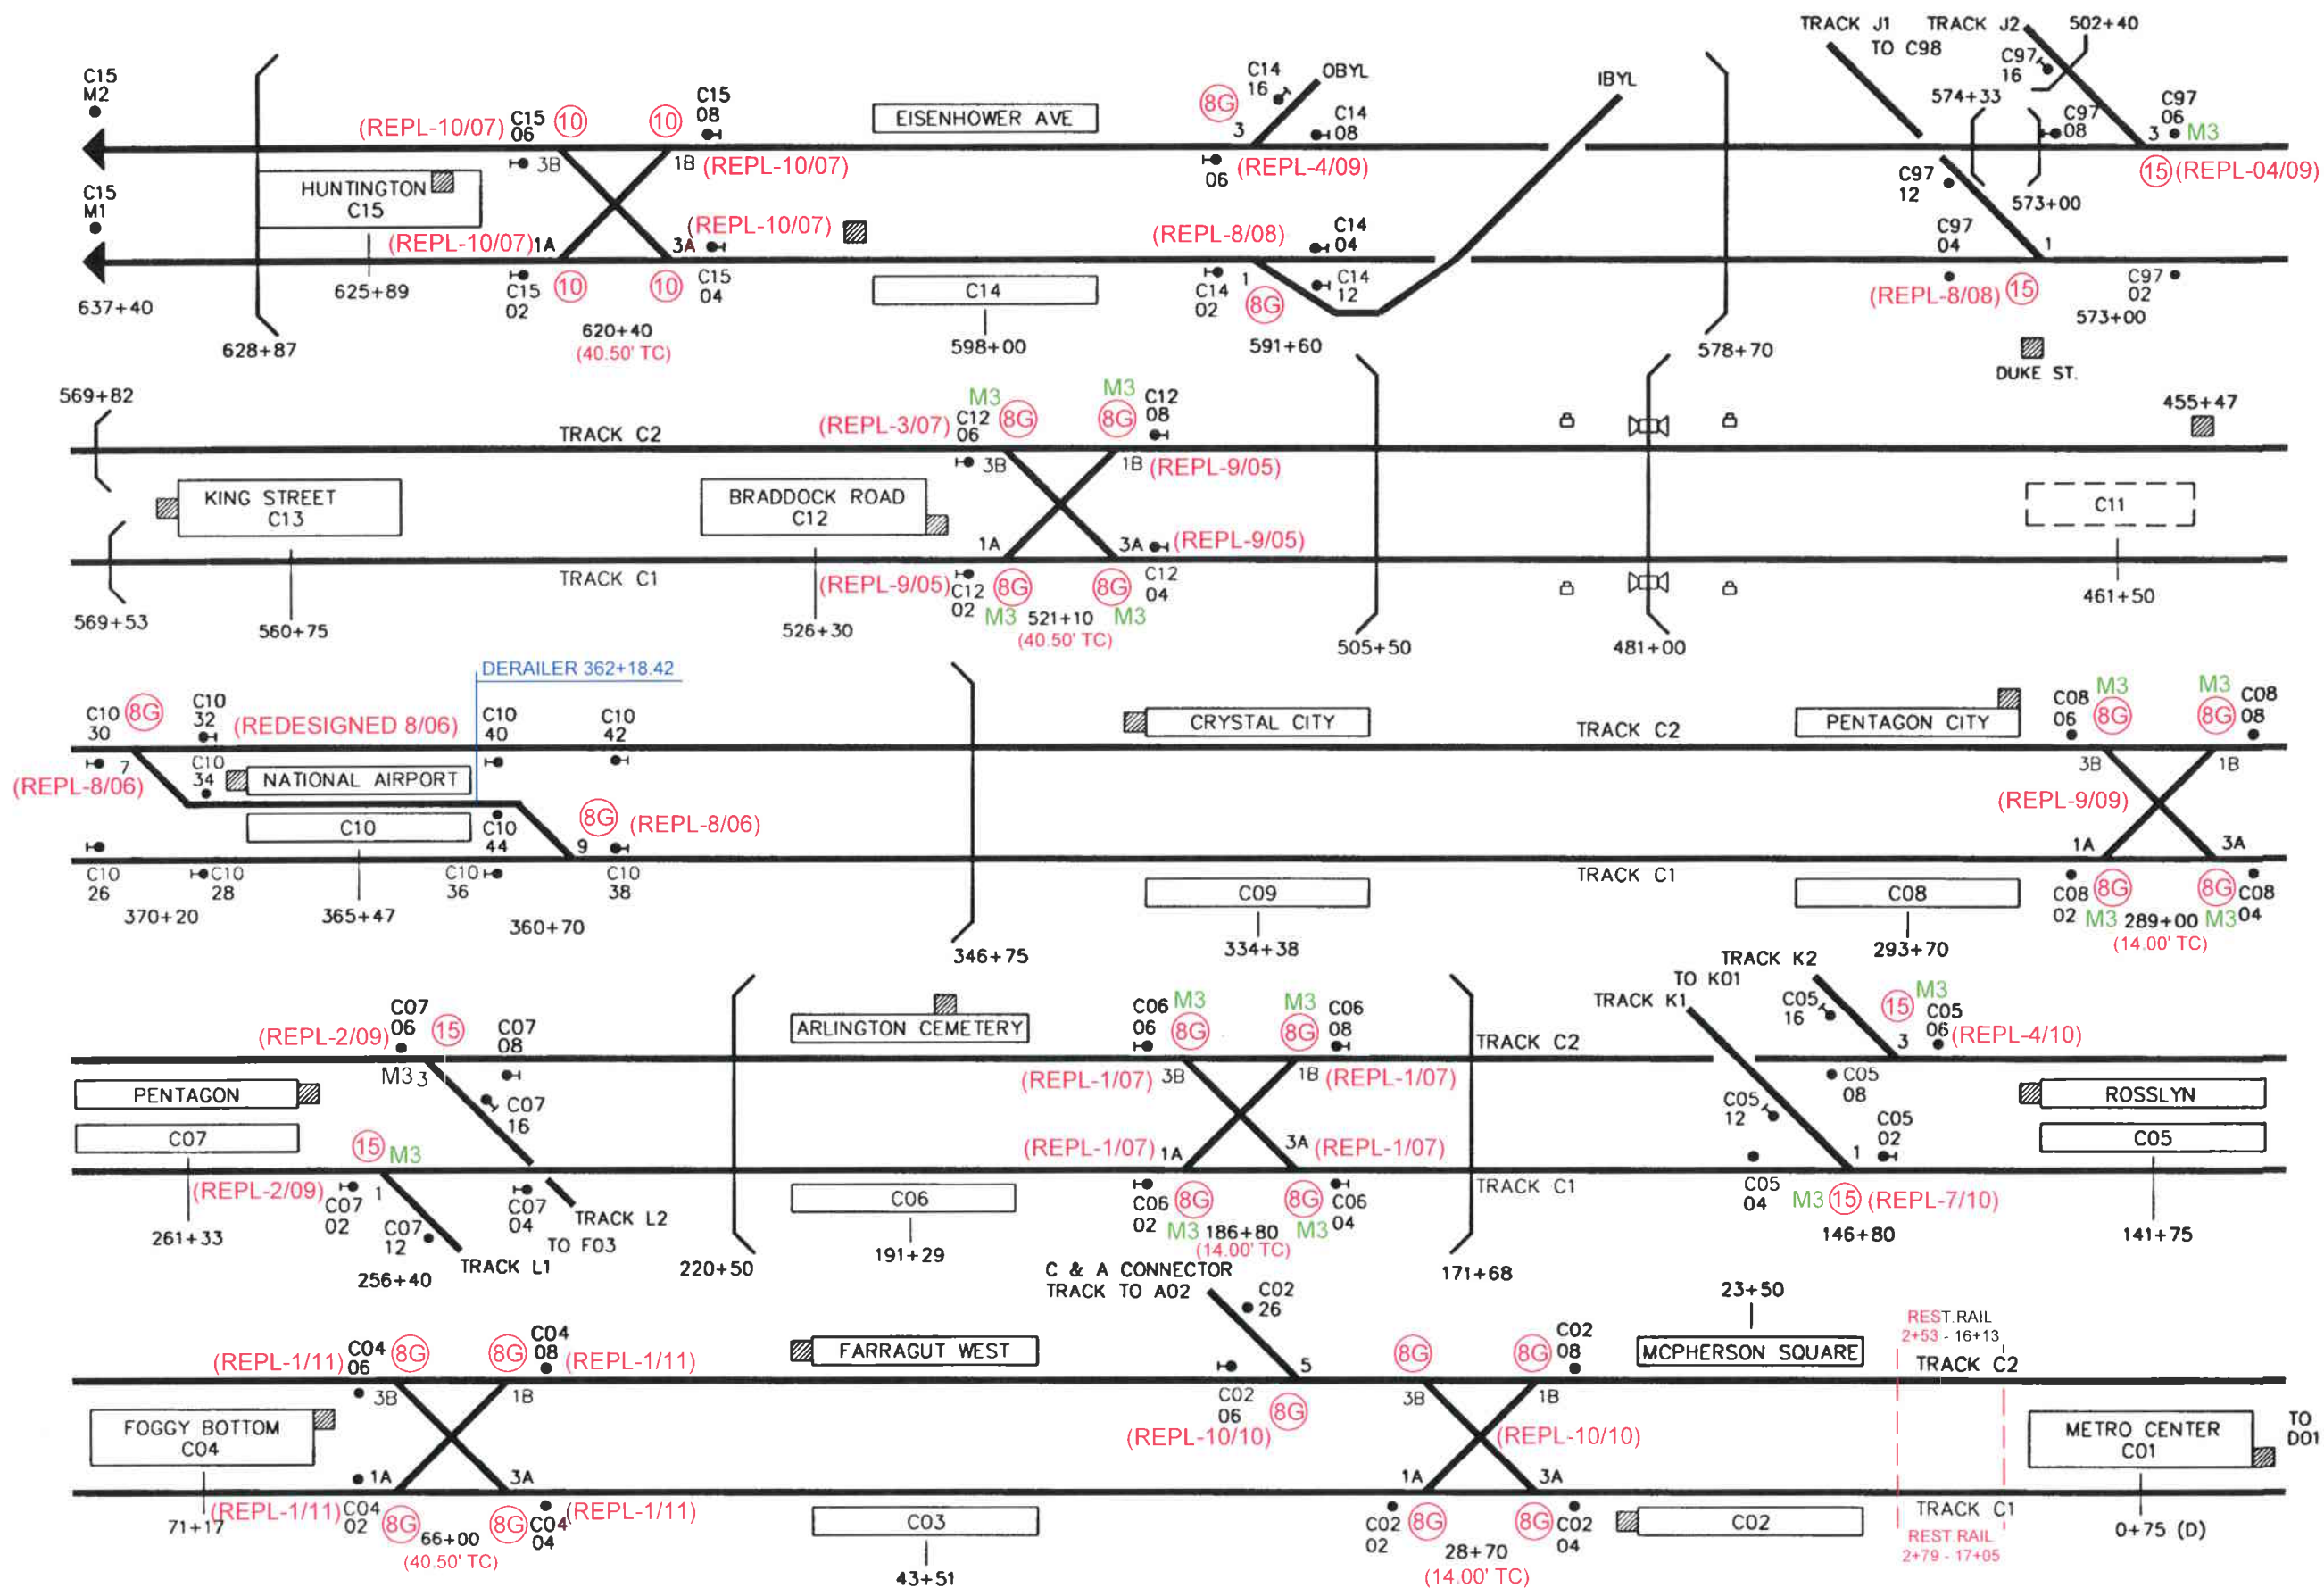 TRACK J1
TO C98
TRACK J2
502+40
C15
M2
(REPL-10/07)
C15
06
10
10
C15
08
EISENHOWER AVE
8G
C14
16
OBYL
3
C14
08
IBYL
C97
16
574+33
C97
08
C97
06
3
M3
3B
1B
(REPL-10/07)
06
(REPL-4/09)
15
(REPL-04/09)
HUNTINGTON
C15
C15
M1
(REPL-10/07)
1A
3A
(REPL-10/07)
(REPL-8/08)
C14
04
C97
12
573+00
C97
04
1
637+40
625+89
C15
02
10
10
C15
04
C14
C14
02
1
8G
C14
12
(REPL-8/08)
15
C97
02
628+87
620+40
(40.50' TC)
598+00
591+60
578+70
573+00
DUKE ST.
569+82
TRACK C2
(REPL-3/07)
M3
C12
06
8G
M3
8G
C12
08
455+47
3B
1B
(REPL-9/05)
KING STREET
C13
BRADDOCK ROAD
C12
C11
1A
3A
(REPL-9/05)
TRACK C1
(REPL-9/05)
C12
02
8G
8G
C12
04
569+53
560+75
526+30
M3
521+10
M3
(40.50' TC)
505+50
481+00
461+50
DERAILER 362+18.42
C10
30
8G
C10
32
(REDESIGNED 8/06)
C10
40
C10
42
CRYSTAL CITY
TRACK C2
PENTAGON CITY
C08
06
M3
8G
M3
8G
C08
08
7
(REPL-8/06)
C10
34
NATIONAL AIRPORT
3B
1B
C10
C10
44
8G
(REPL-8/06)
9
(REPL-9/09)
1A
3A
C10
26
C10
28
C10
36
C10
38
C09
TRACK C1
C08
C08
02
8G
8G
C08
04
370+20
365+47
360+70
346+75
334+38
293+70
M3
289+00
M3
(14.00' TC)
TRACK K2
TO K01
TRACK K1
(REPL-2/09)
C07
06
15
C07
08
ARLINGTON CEMETERY
C06
06
M3
8G
M3
8G
C06
08
TRACK C2
C05
16
15
M3
C05
06
(REPL-4/10)
3
M3
3
PENTAGON
C07
16
(REPL-1/07)
3B
1B
(REPL-1/07)
C05
12
C05
08
ROSSLYN
C07
15
M3
(REPL-1/07)
1A
3A
(REPL-1/07)
C05
02
1
C05
(REPL-2/09)
C07
02
1
C07
12
C07
04
TRACK L2
TO F03
TRACK L1
C06
C06
02
8G
8G
C06
04
TRACK C1
C05
04
M3
15
(REPL-7/10)
261+33
256+40
220+50
191+29
M3
186+80
M3
(14.00' TC)
171+68
146+80
141+75
C & A CONNECTOR
TRACK TO A02
C02
26
23+50
REST.RAIL
2+53 - 16+13
(REPL-1/11)
C04
06
8G
8G
C04
08
(REPL-1/11)
FARRAGUT WEST
5
8G
8G
C02
08
MCPHERSON SQUARE
TRACK C2
3B
1B
C02
06
8G
3B
1B
FOGGY BOTTOM
C04
(REPL-10/10)
(REPL-10/10)
METRO CENTER
C01
TO
D01
1A
3A
1A
3A
71+17
(REPL-1/11)
C04
02
8G
8G
C04
04
(REPL-1/11)
C03
C02
02
8G
8G
C02
04
C02
TRACK C1
66+00
(40.50' TC)
43+51
28+70
(14.00' TC)
REST.RAIL
2+79 - 17+05
0+75 (D)